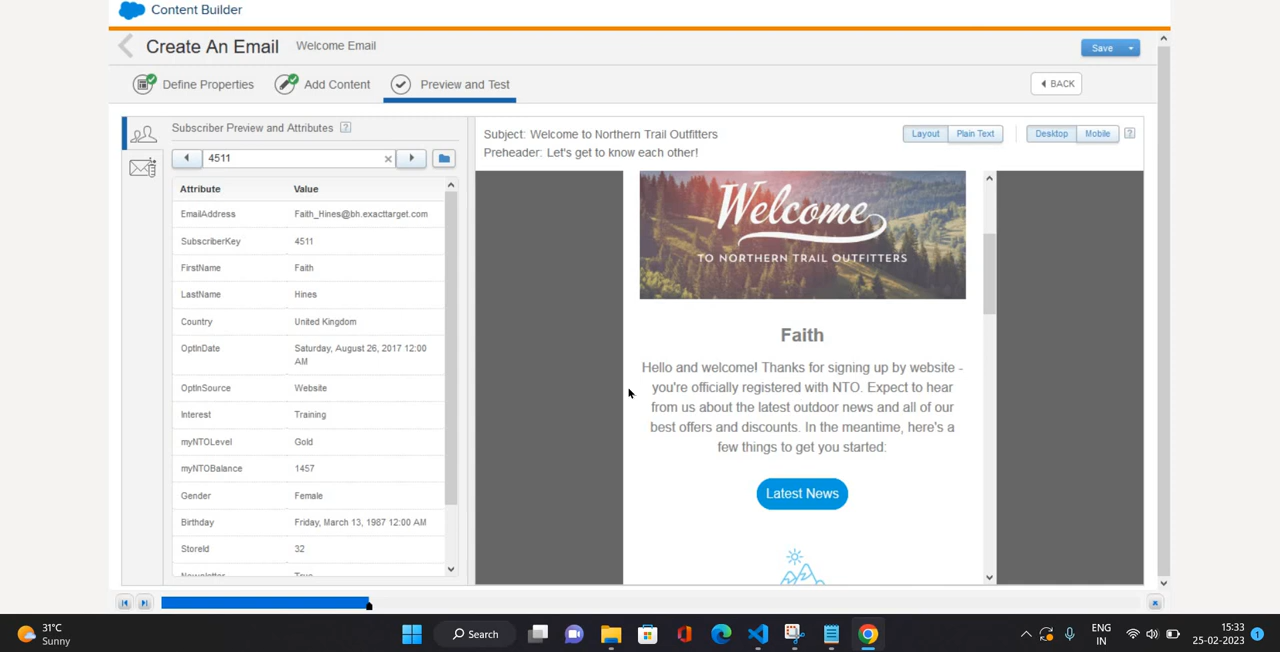 Content Builder
Create An Email Welcome Email Save
Define Properties Add Content Preview and Test BACK
Subscriber Preview and Attributes ?
4511
Attribute Value
EmailAddress Faith_Hines@bh.exacttarget.com
SubscriberKey 4511
FirstName Faith
LastName Hines
Country United Kingdom
OptInDate Saturday, August 26, 2017 12:00
AM
OptInSource Website
Interest Training
myNTOLevel Gold
myNTOBalance 1457
Gender Female
Birthday Friday, March 13, 1987 12:00 AM
StoreId 32
Newsletter True
Subject: Welcome to Northern Trail Outfitters
Preheader: Let's get to know each other!
Layout Plain Text Desktop Mobile ?
Welcome
TO NORTHERN TRAIL OUTFITTERS
Faith
Hello and welcome! Thanks for signing up by website -
you're officially registered with NTO. Expect to hear
from us about the latest outdoor news and all of our
best offers and discounts. In the meantime, here's a
few things to get you started:
Latest News
31°C
Sunny
Search
ENG
IN
15:33
25-02-2023
1